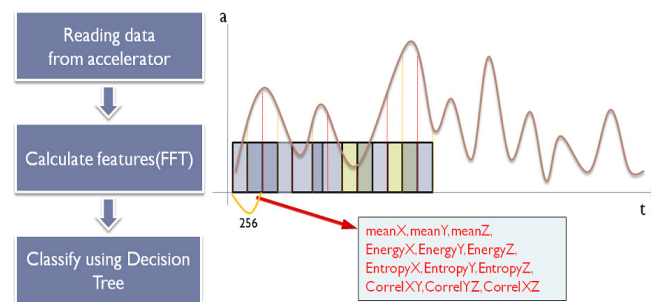 Reading data
from accelerator
Calculate features(FFT)
Classify using Decision
Tree
a
t
256
meanX,meanY,meanZ,
EnergyX,EnergyY,EnergyZ,
EntropyX,EntropyY,EntropyZ,
CorrelXY,CorelYZ,CorrelXZ